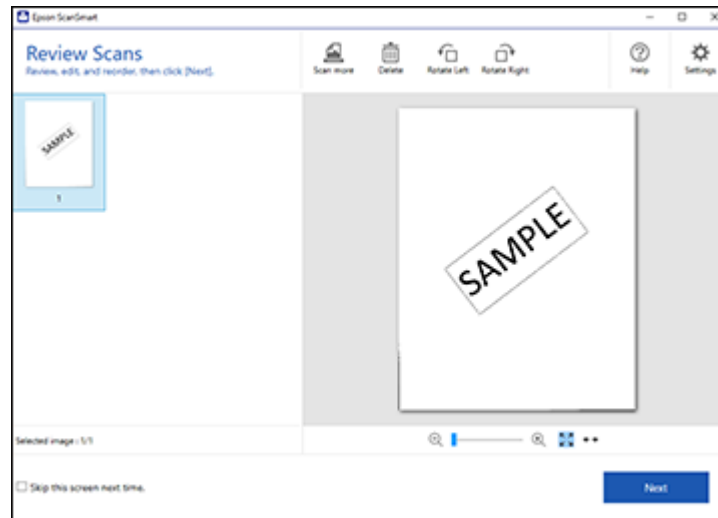 Epson ScanSmart
Review Scans
Review, edit, and reorder, then click [Next].
Scan more
Delete
Rotate Left
Rotate Right
Help
Settings
SAMPLE
1
SAMPLE
Selected image : 1/1
Skip this screen next time.
Next